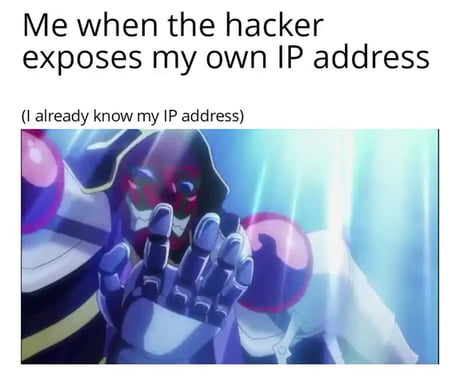 Me when the hacker
exposes my own IP address
(I already know my IP address)